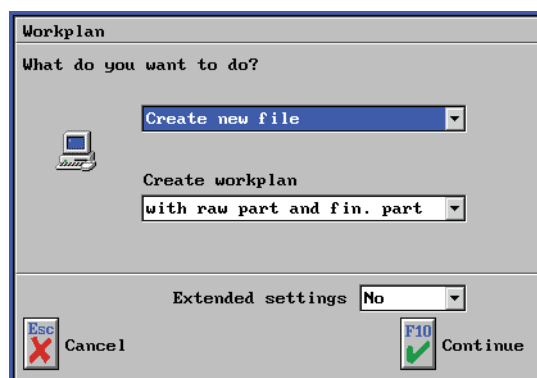 Workplan
What do you want to do?
Create new file
Create workplan
with raw part and fin. part
Extended settings No
Esc Cancel
F10 Continue